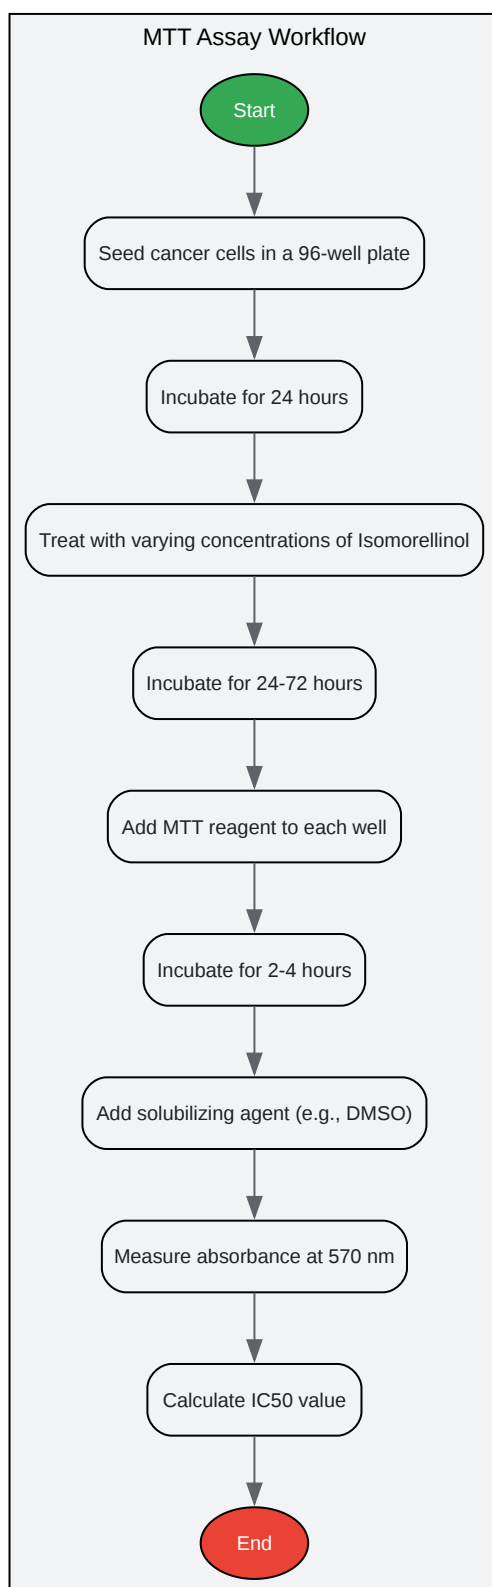 MTT Assay Workflow
Start
Seed cancer cells in a 96-well plate
Incubate for 24 hours
Treat with varying concentrations of Isomorellinol
Incubate for 24-72 hours
Add MTT reagent to each well
Incubate for 2-4 hours
Add solubilizing agent (e.g., DMSO)
Measure absorbance at 570 nm
Calculate IC50 value
End